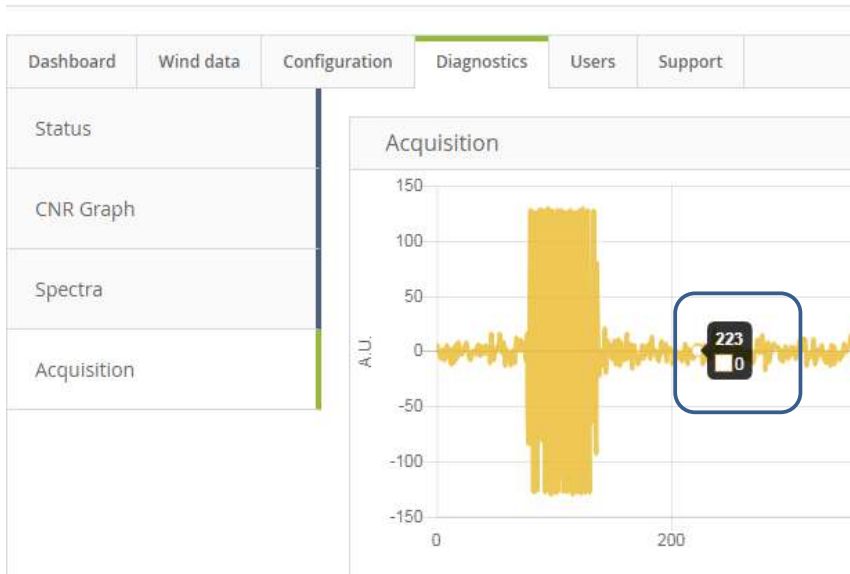 Dashboard Wind data Configuration Diagnostics Users Support
Status
CNR Graph
Spectra
Acquisition
Acquisition
150
100
50
0
-50
-100
-150
A.U.
223
0
0 200